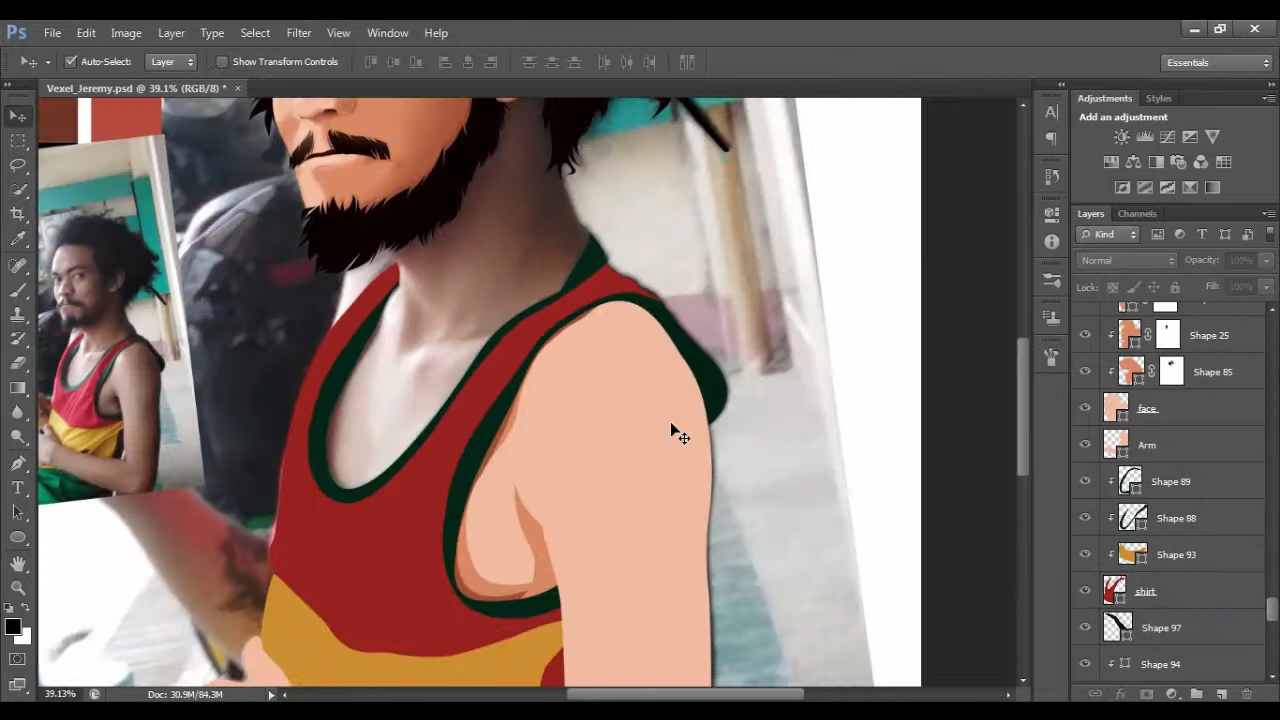 Ps File Edit Image Layer Type Select Filter View Window Help
Auto-Select: Layer Show Transform Controls Essentials
Vexel_Jeremy.psd @ 39.1% (RGB/8) * ×
Adjustments Styles
Add an adjustment
Layers Channels
Kind
Normal Opacity: 100%
Lock: Fill: 100%
Shape 25
Shape 85
face
Arm
Shape 89
Shape 88
Shape 93
shirt
Shape 97
Shape 94
39.13% Doc: 30.9M/84.3M